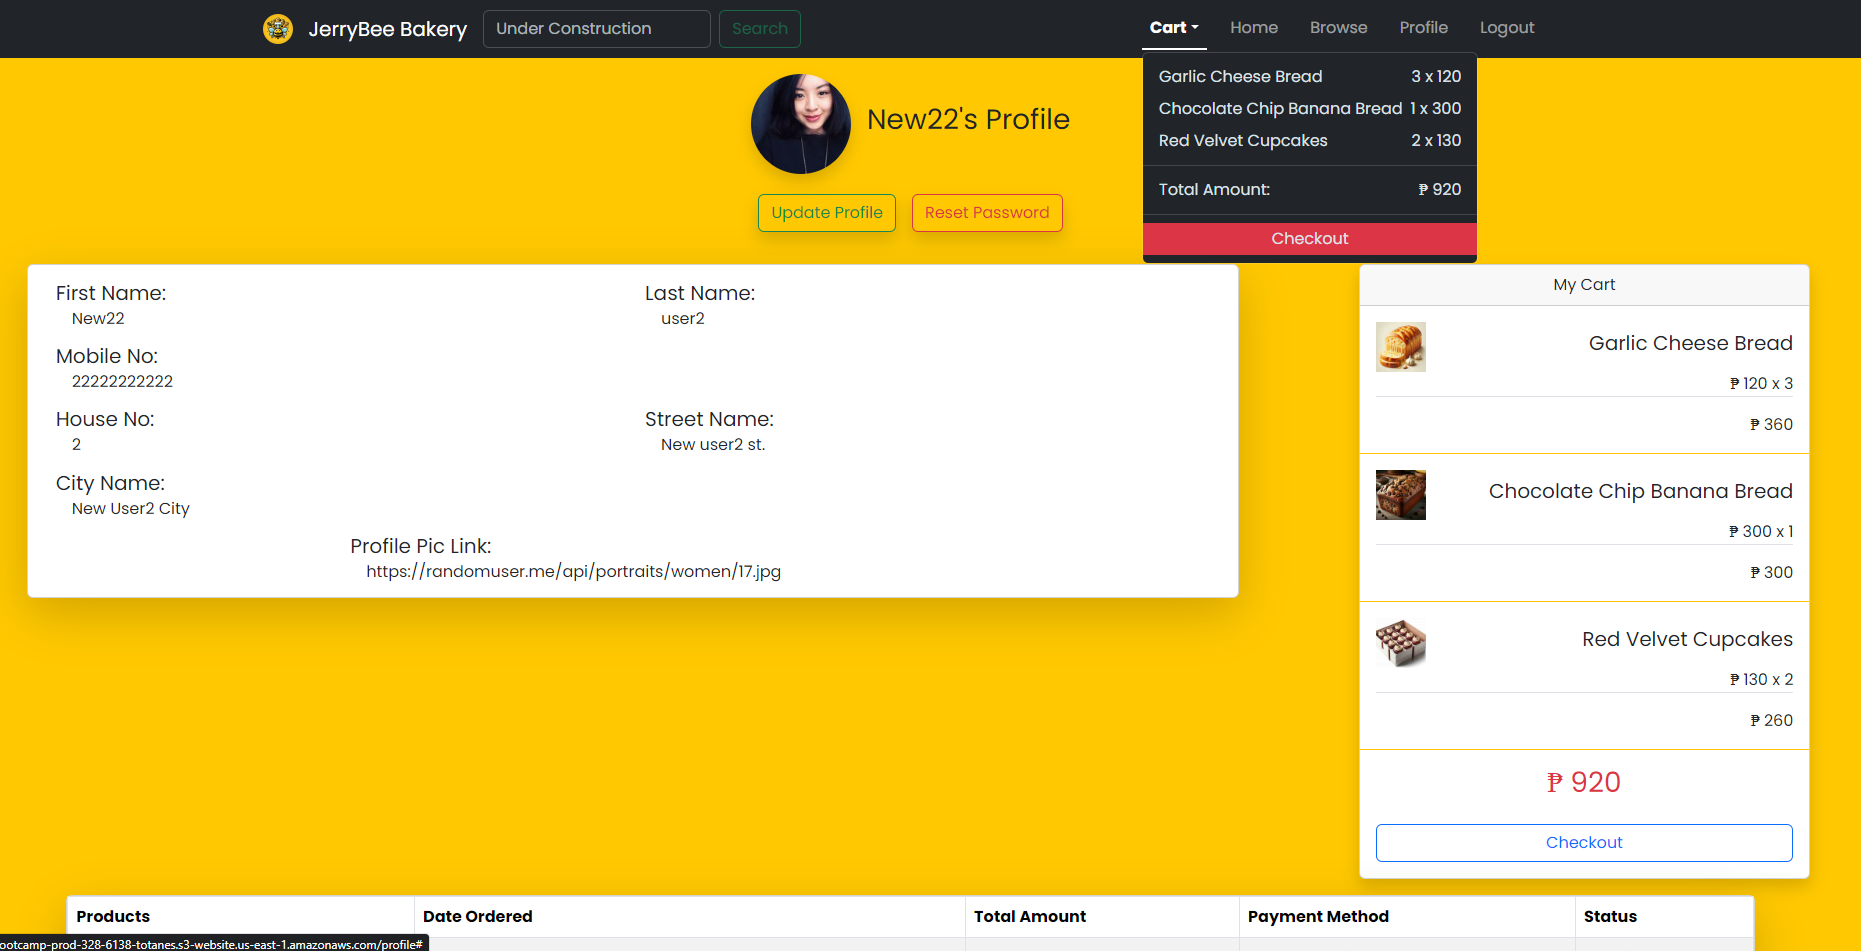 JerryBee Bakery
Under Construction
Search
Cart
Home
Browse
Profile
Logout
Garlic Cheese Bread 3 x 120
Chocolate Chip Banana Bread 1 x 300
Red Velvet Cupcakes 2 x 130
Total Amount: ₱ 920
Checkout
New22's Profile
Update Profile
Reset Password
First Name:
New22
Last Name:
user2
Mobile No:
22222222222
House No:
2
Street Name:
New user2 st.
City Name:
New User2 City
Profile Pic Link:
https://randomuser.me/api/portraits/women/17.jpg
My Cart
Garlic Cheese Bread
₱ 120 x 3
₱ 360
Chocolate Chip Banana Bread
₱ 300 x 1
₱ 300
Red Velvet Cupcakes
₱ 130 x 2
₱ 260
₱ 920
Checkout
Products Date Ordered Total Amount Payment Method Status
ootcamp-prod-328-6138-totanes.s3-website.us-east-1.amazonaws.com/profile#